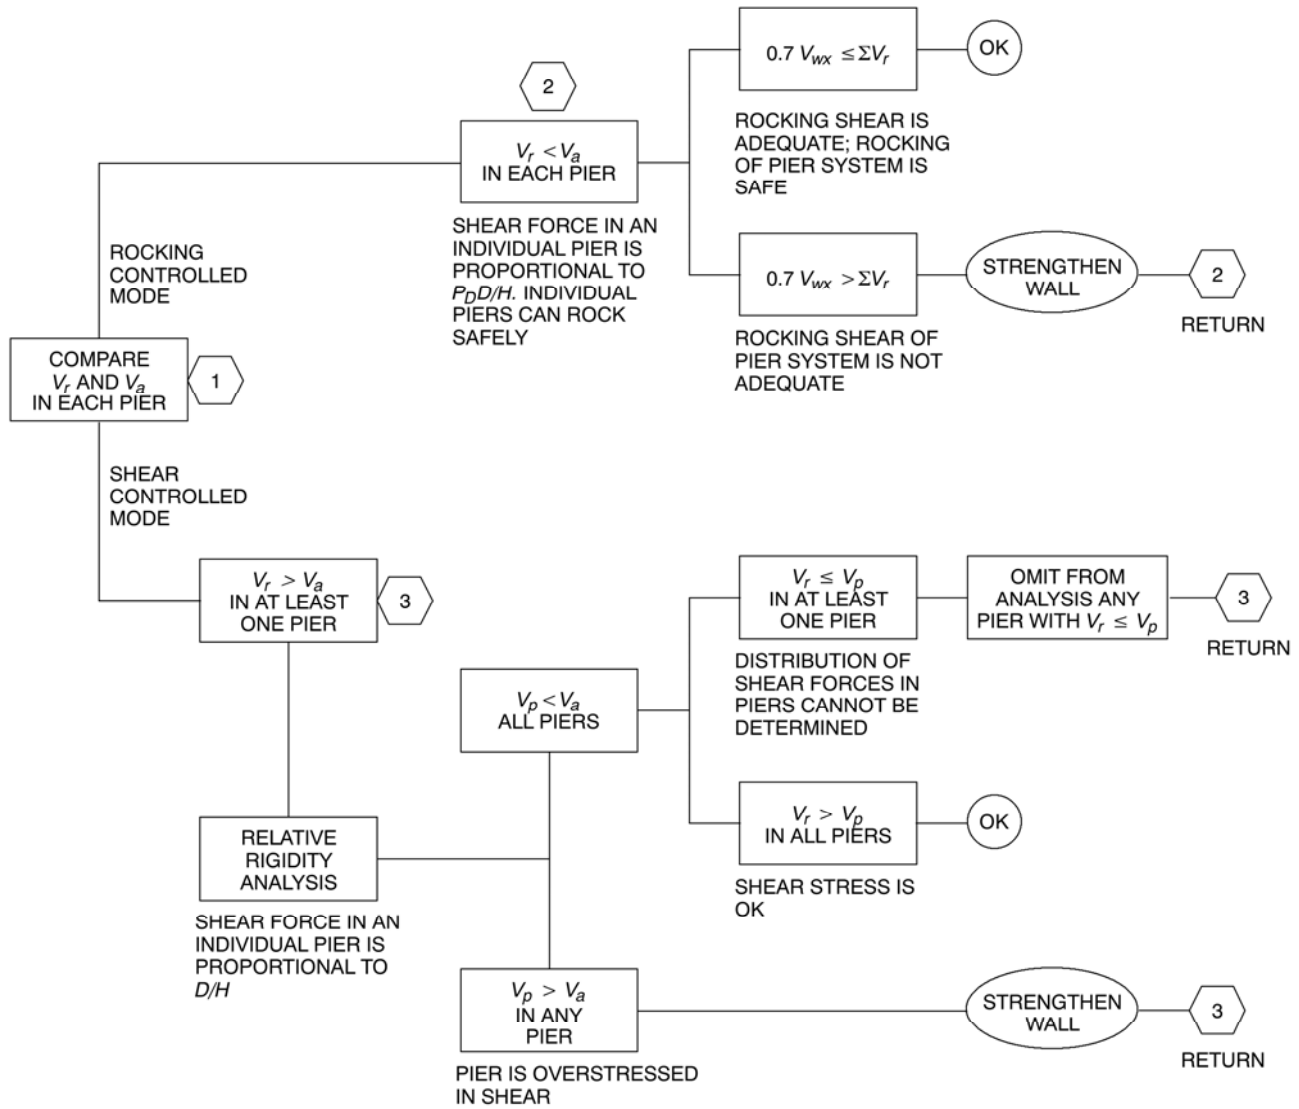 0.7 V_wx ≤ ΣV_r
OK
ROCKING SHEAR IS
ADEQUATE; ROCKING
OF PIER SYSTEM IS
SAFE
2
V_r < V_a
IN EACH PIER
SHEAR FORCE IN AN
INDIVIDUAL PIER IS
PROPORTIONAL TO
P_D D/H. INDIVIDUAL
PIERS CAN ROCK
SAFELY
0.7 V_wx > ΣV_r
STRENGTHEN
WALL
2
RETURN
ROCKING SHEAR OF
PIER SYSTEM IS NOT
ADEQUATE
ROCKING
CONTROLLED
MODE
COMPARE
V_r AND V_a
IN EACH PIER
1
SHEAR
CONTROLLED
MODE
V_r > V_a
IN AT LEAST
ONE PIER
3
V_r ≤ V_p
IN AT LEAST
ONE PIER
OMIT FROM
ANALYSIS ANY
PIER WITH V_r ≤ V_p
3
RETURN
DISTRIBUTION OF
SHEAR FORCES IN
PIERS CANNOT BE
DETERMINED
V_p < V_a
ALL PIERS
V_r > V_p
IN ALL PIERS
OK
SHEAR STRESS IS
OK
RELATIVE
RIGIDITY
ANALYSIS
SHEAR FORCE IN AN
INDIVIDUAL PIER IS
PROPORTIONAL TO
D/H
V_p > V_a
IN ANY
PIER
STRENGTHEN
WALL
3
RETURN
PIER IS OVERSTRESSED
IN SHEAR